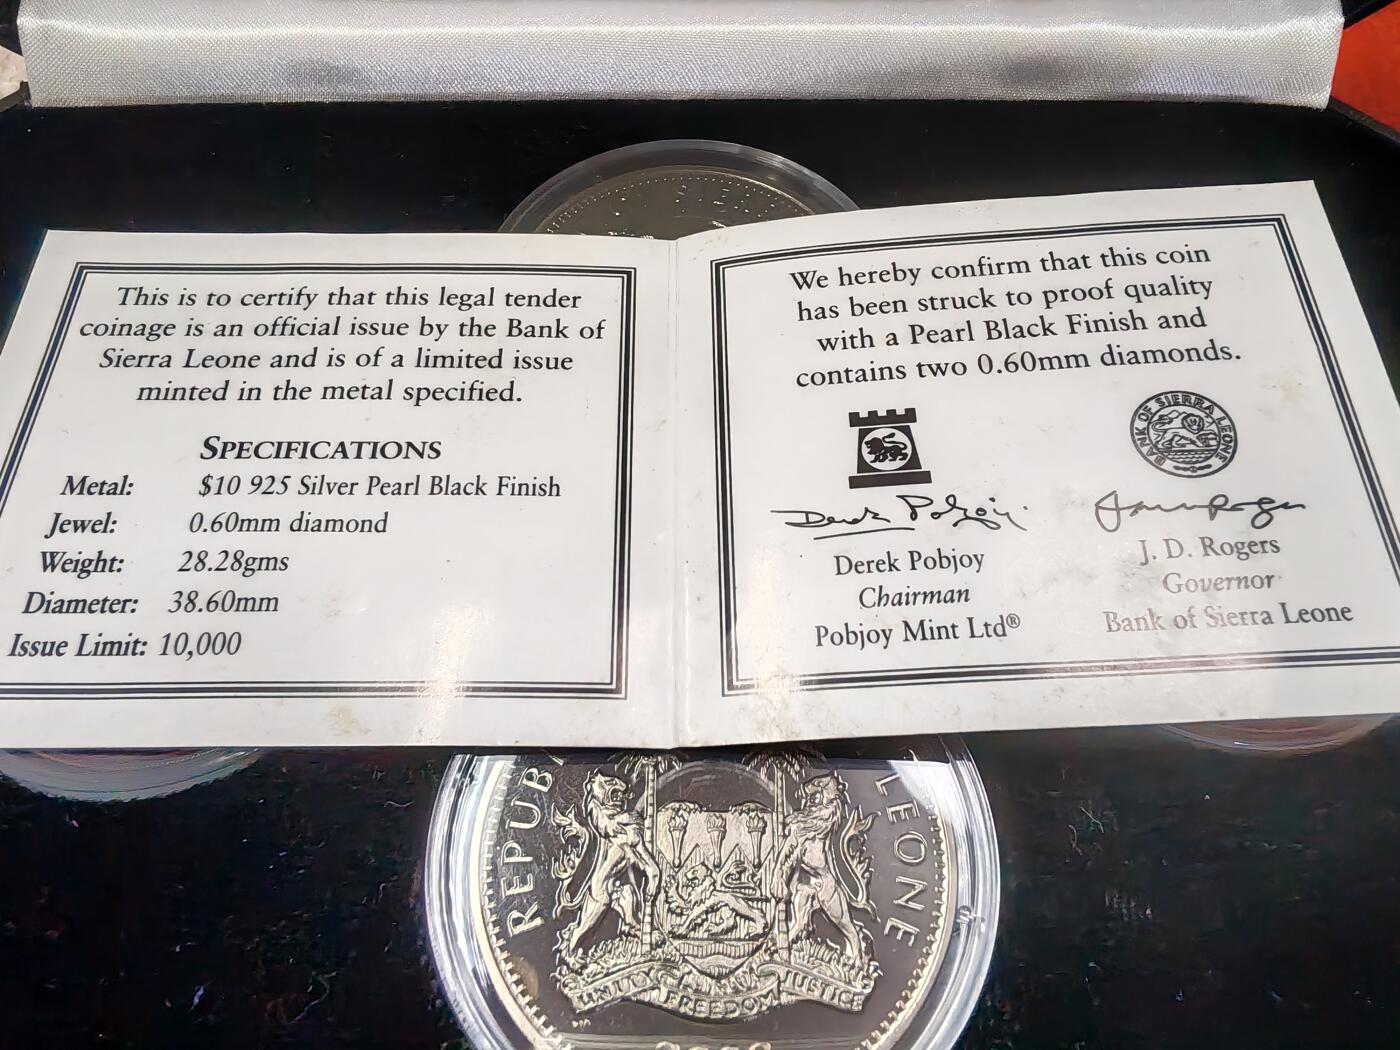 This is to certify that this legal tender
coinage is an official issue by the Bank of
Sierra Leone and is of a limited issue
minted in the metal specified.
SPECIFICATIONS
Metal: $10 925 Silver Pearl Black Finish
Jewel: 0.60mm diamond
Weight: 28.28gms
Diameter: 38.60mm
Issue Limit: 10,000
We hereby confirm that this coin
has been struck to proof quality
with a Pearl Black Finish and
contains two 0.60mm diamonds.
BANK OF SIERRA LEONE
Derek Pobjoy
Derek Pobjoy
Chairman
Pobjoy Mint Ltd®
J. D. Rogers
Governor
Bank of Sierra Leone
REPUB
LEONE
UNITY
FREEDOM
JUSTICE